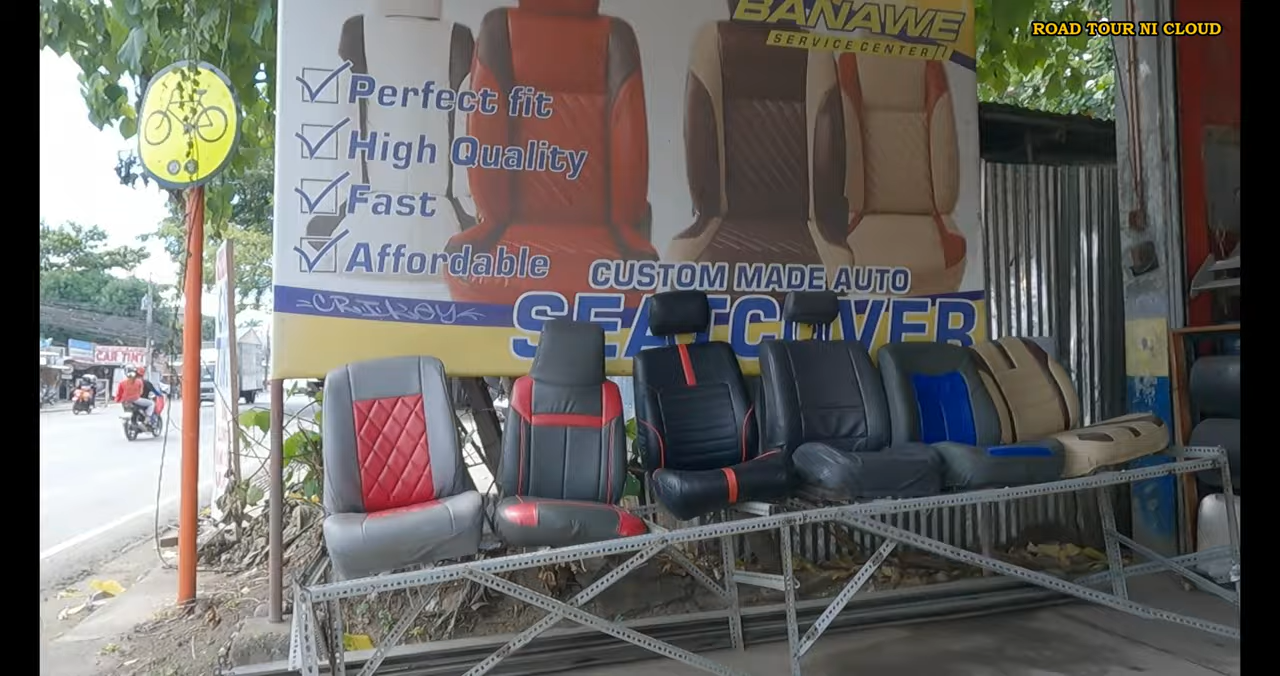 ROAD TOUR NI CLOUD
BANAWE
SERVICE CENTER
Perfect fit
High Quality
Fast
Affordable
CUSTOM MADE AUTO
SEATCOVER
CAR TINT